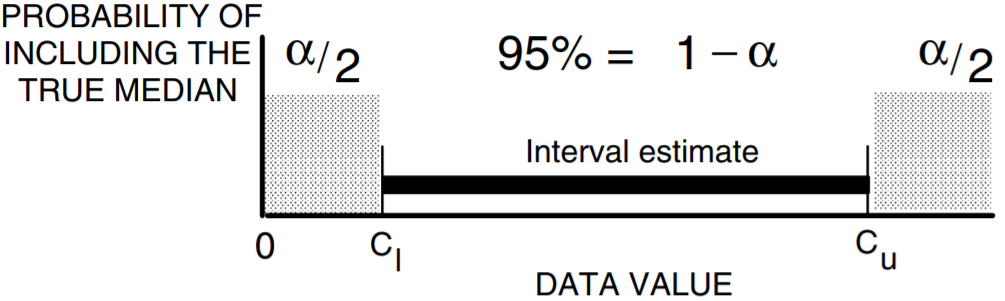 PROBABILITY OF
INCLUDING THE
TRUE MEDIAN
α/2
95% = 1 – α
α/2
Interval estimate
0
Cl
Cu
DATA VALUE